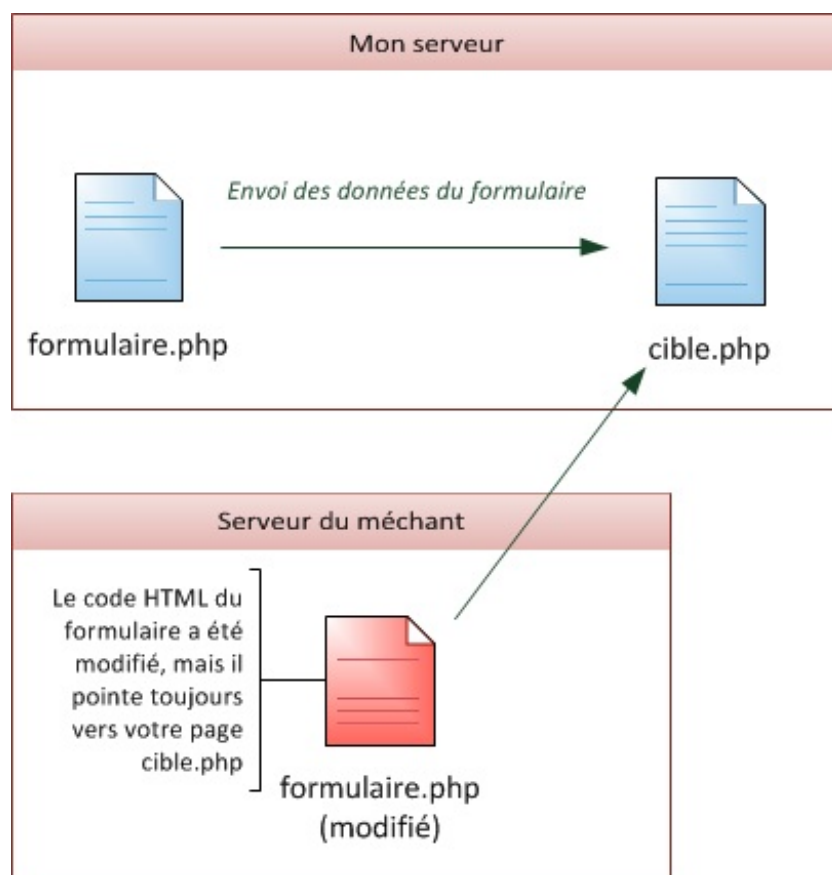 Mon serveur
Envoi des données du formulaire
formulaire.php
cible.php
Serveur du méchant
Le code HTML du
formulaire a été
modifié, mais il
pointe toujours
vers votre page
cible.php
formulaire.php
(modifié)